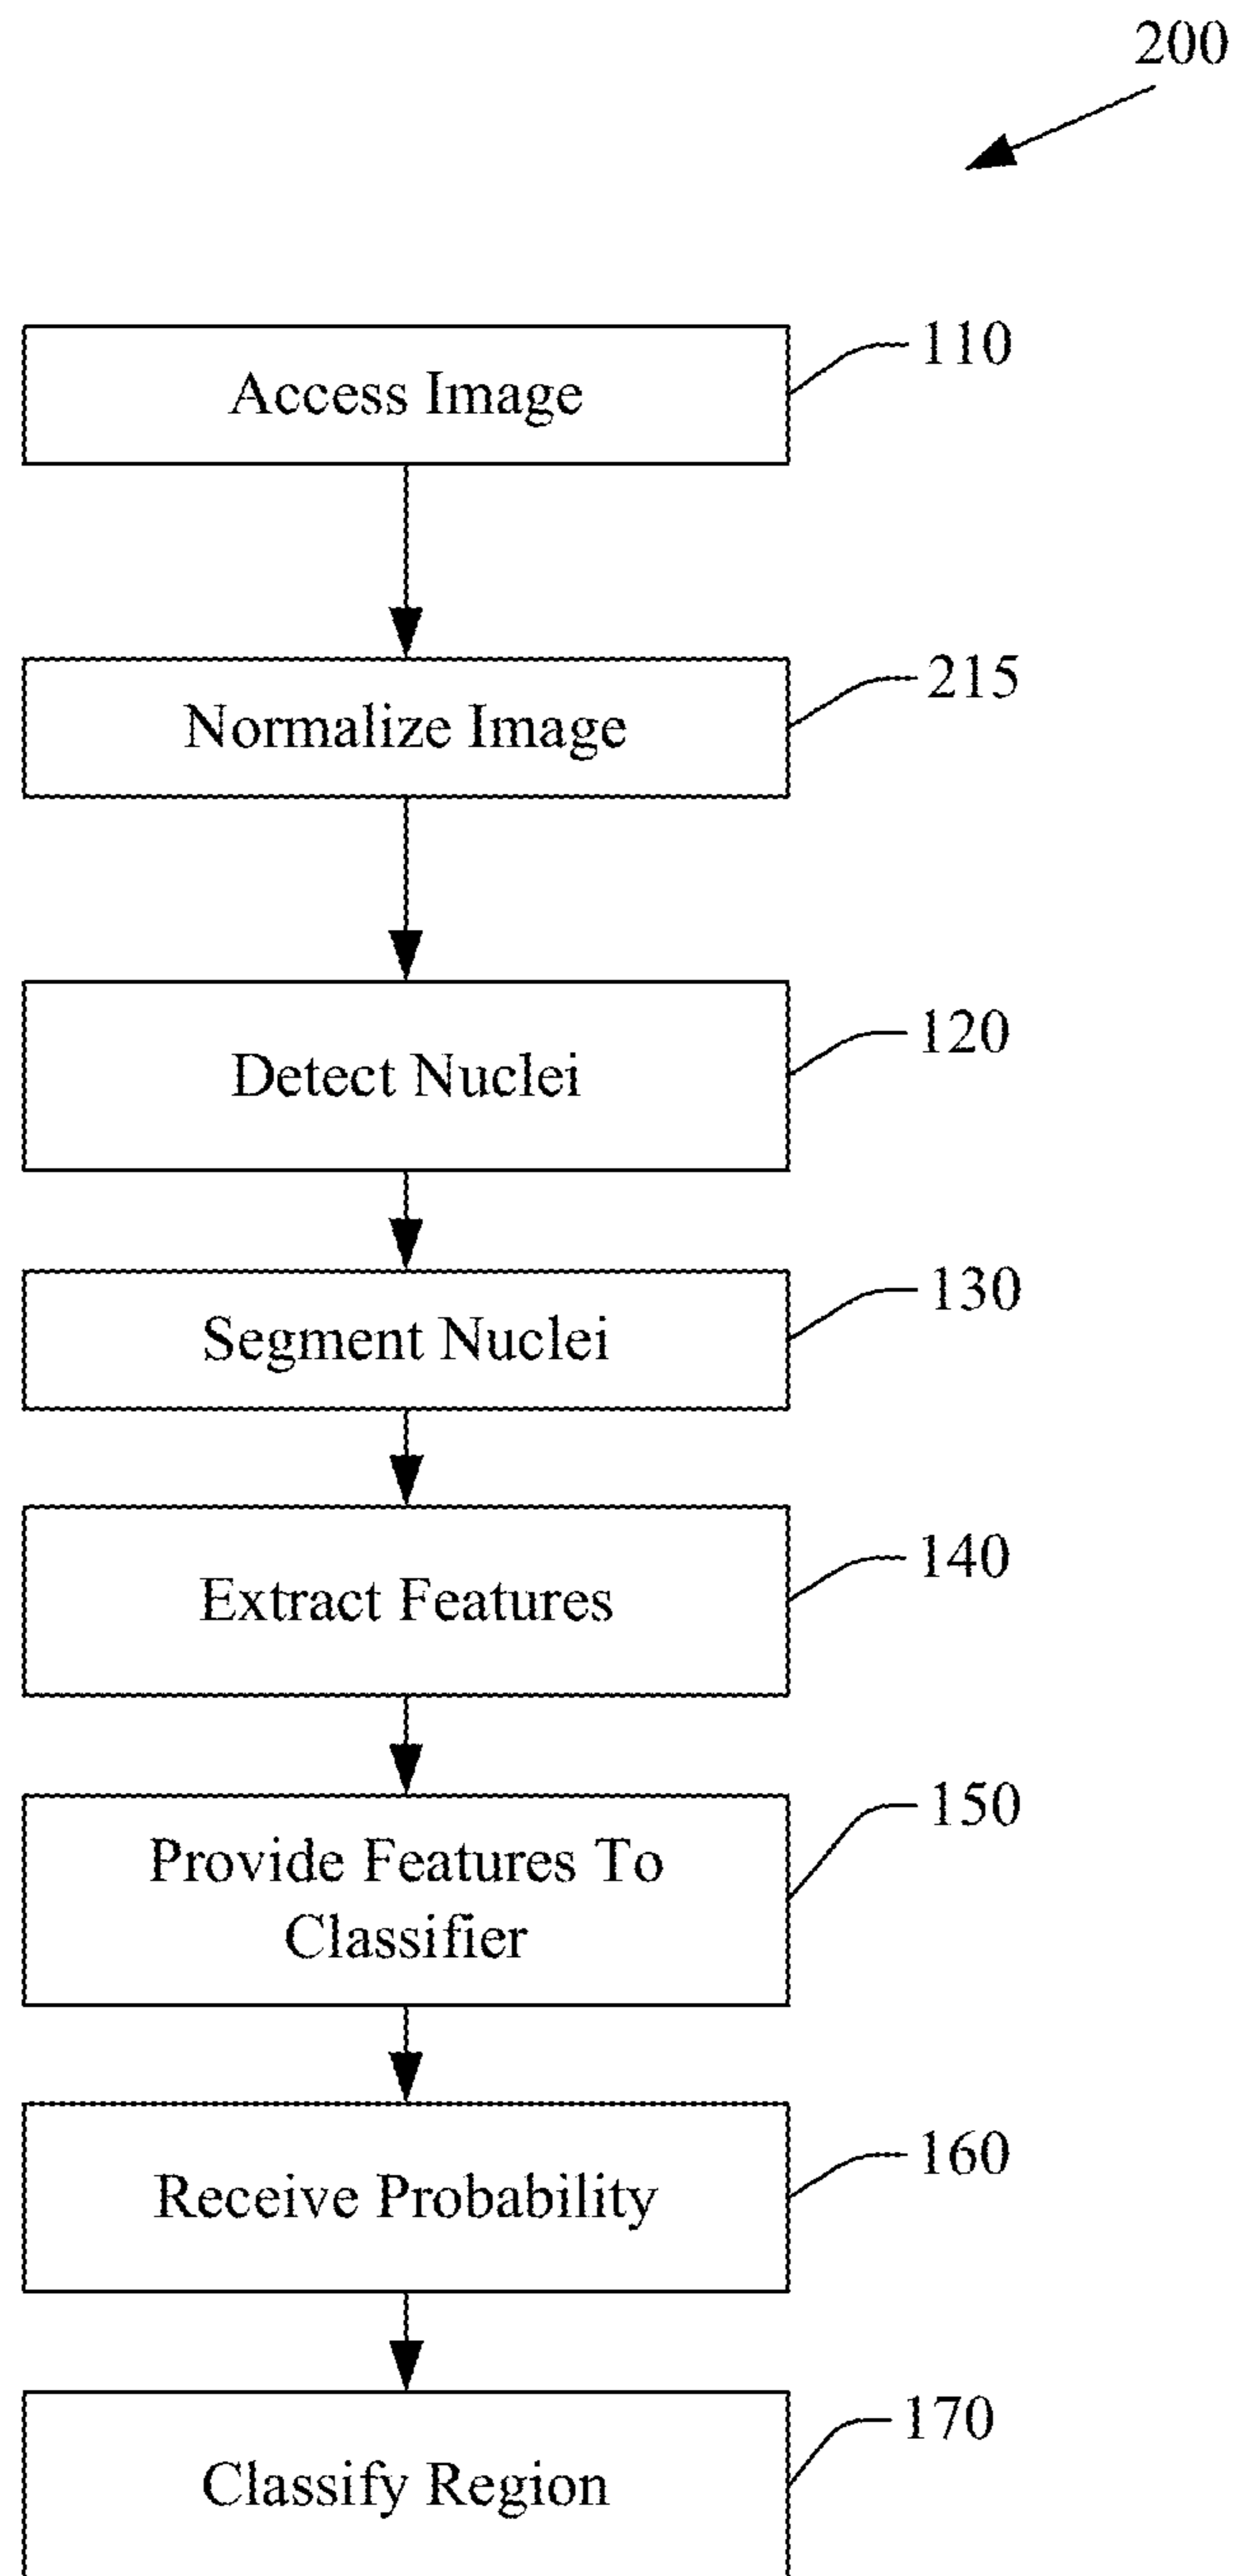 200
110
Access Image
215
Normalize Image
120
Detect Nuclei
130
Segment Nuclei
140
Extract Features
150
Provide Features To
Classifier
160
Receive Probability
170
Classify Region